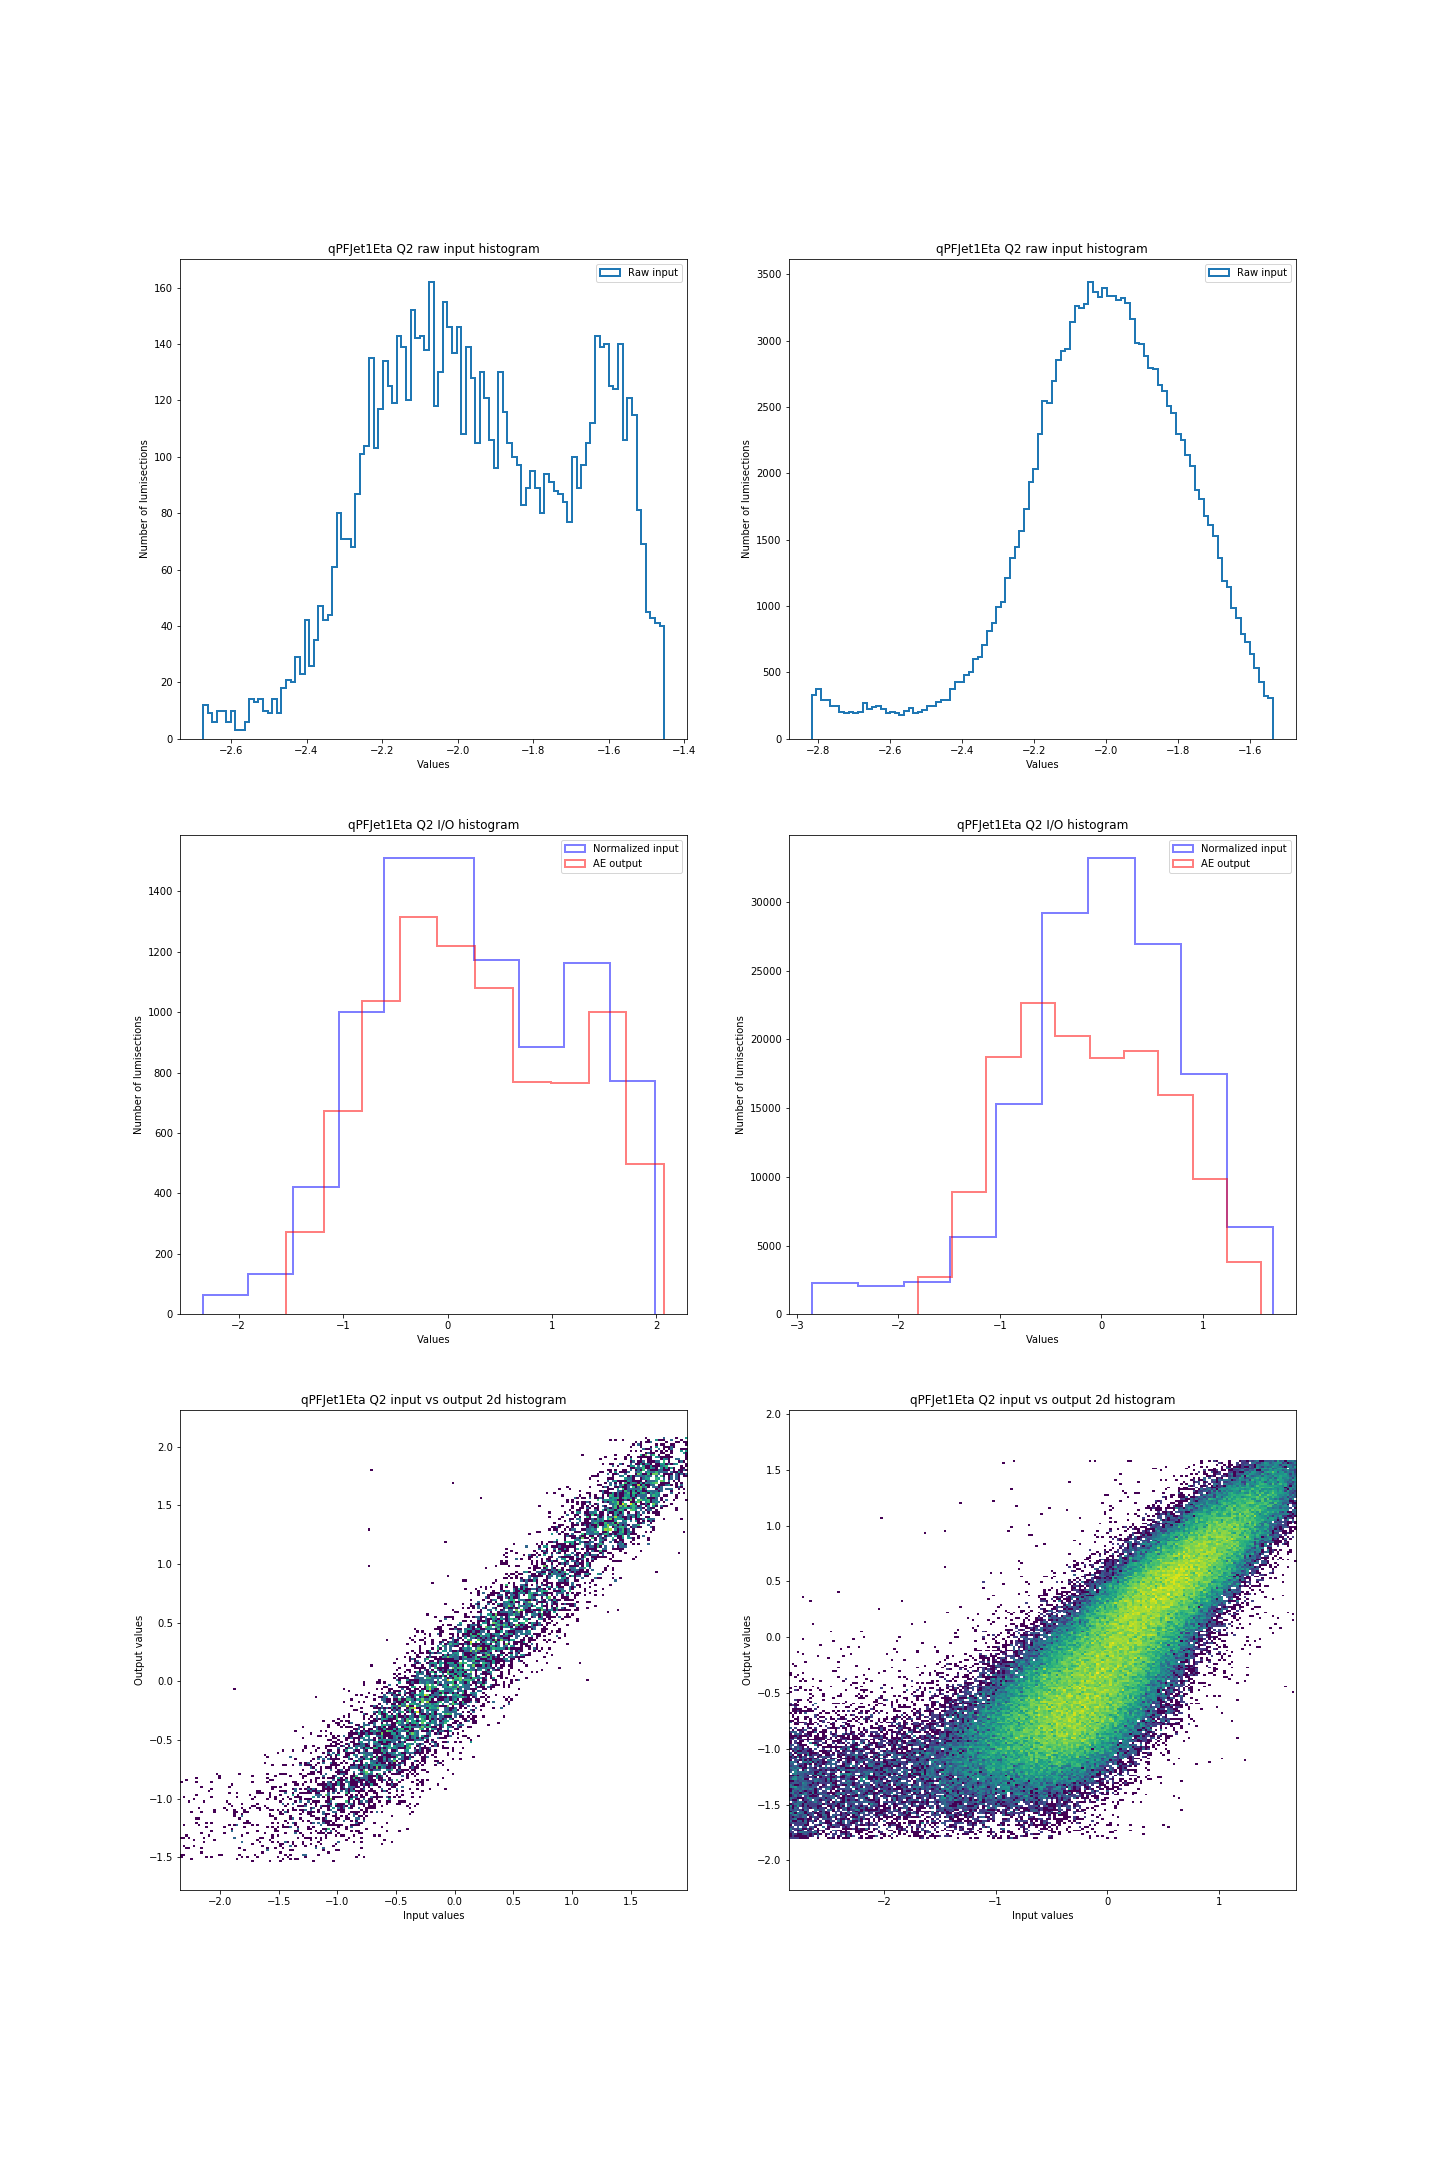 qPFJet1Eta Q2 raw input histogram
Raw input
160
140
120
100
80
60
40
20
0
Number of lumisections
−2.6 −2.4 −2.2 −2.0 −1.8 −1.6 −1.4
Values
qPFJet1Eta Q2 raw input histogram
Raw input
3500
3000
2500
2000
1500
1000
500
0
Number of lumisections
−2.8 −2.6 −2.4 −2.2 −2.0 −1.8 −1.6
Values
qPFJet1Eta Q2 I/O histogram
Normalized input
AE output
1400
1200
1000
800
600
400
200
0
Number of lumisections
−2 −1 0 1 2
Values
qPFJet1Eta Q2 I/O histogram
Normalized input
AE output
30000
25000
20000
15000
10000
5000
0
Number of lumisections
−3 −2 −1 0 1
Values
qPFJet1Eta Q2 input vs output 2d histogram
2.0
1.5
1.0
0.5
0.0
−0.5
−1.0
−1.5
Output values
−2.0 −1.5 −1.0 −0.5 0.0 0.5 1.0 1.5
Input values
qPFJet1Eta Q2 input vs output 2d histogram
2.0
1.5
1.0
0.5
0.0
−0.5
−1.0
−1.5
−2.0
Output values
−2 −1 0 1
Input values